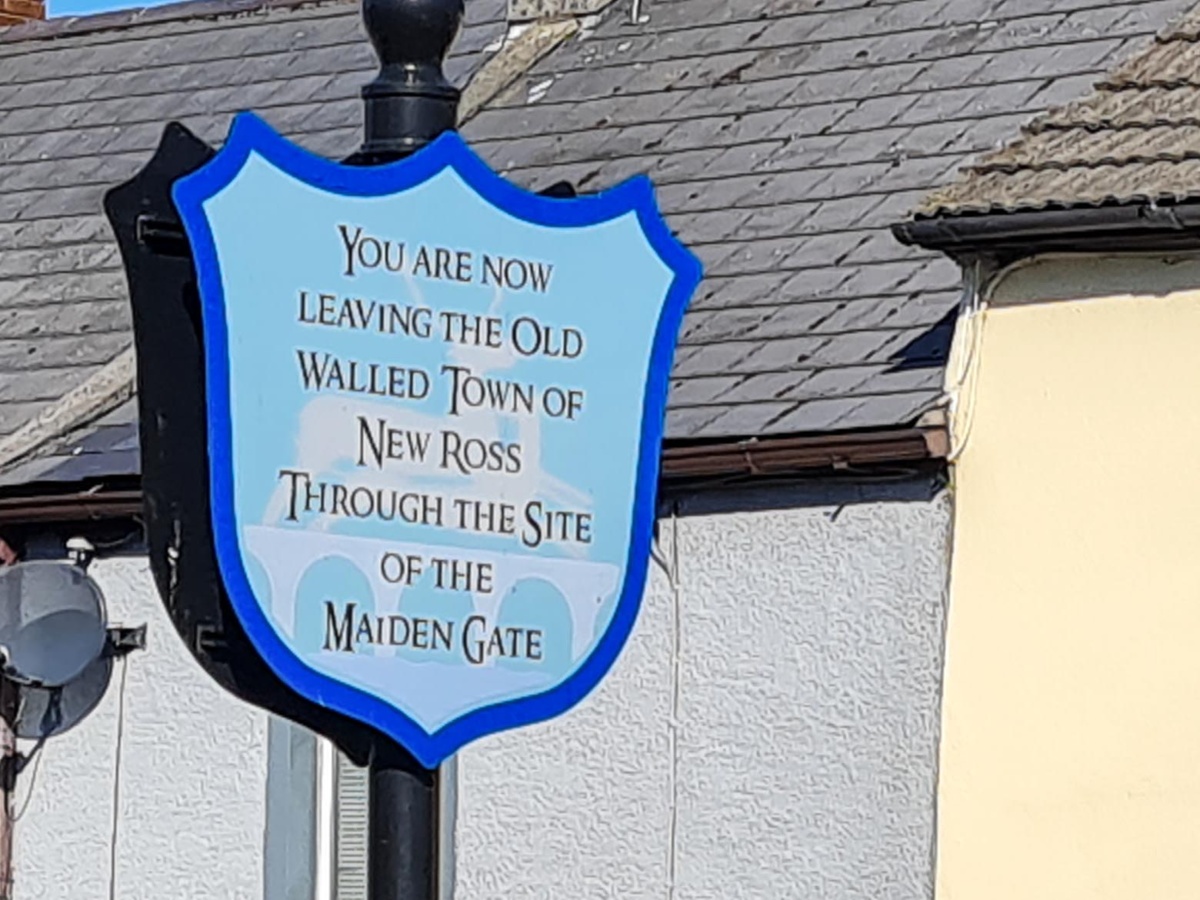 You are now
leaving the Old
Walled Town of
New Ross
Through the Site
of the
Maiden Gate